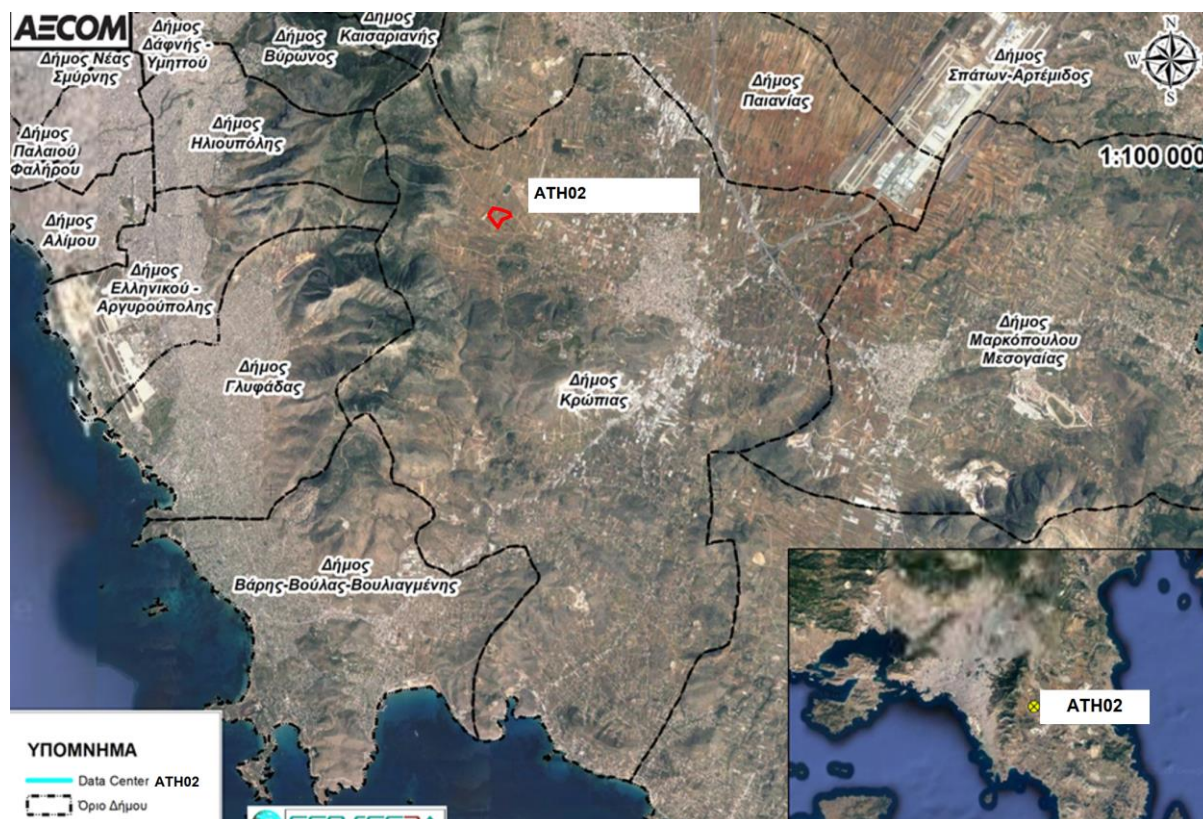 AECOM
Δήμος Νέας
Σμύρνης
Δήμος
Δάφνης -
Υμηττού
Δήμος
Βύρωνος
Δήμος
Καισαριανής
Δήμος
Παιανίας
Δήμος
Σπάτων-Αρτέμιδος
N
W
S
1:100 000
Δήμος
Παλαιού
Φαλήρου
Δήμος
Ηλιουπόλης
ATH02
Δήμος
Αλίμου
Δήμος
Ελληνικού -
Αργυρούπολης
Δήμος
Γλυφάδας
Δήμος
Κρωπίας
Δήμος
Μαρκόπουλου
Μεσογαίας
Δήμος
Βάρης-Βούλας-Βουλιαγμένης
ATH02
ΥΠΟΜΝΗΜΑ
Data Center ATH02
Όριο Δήμου